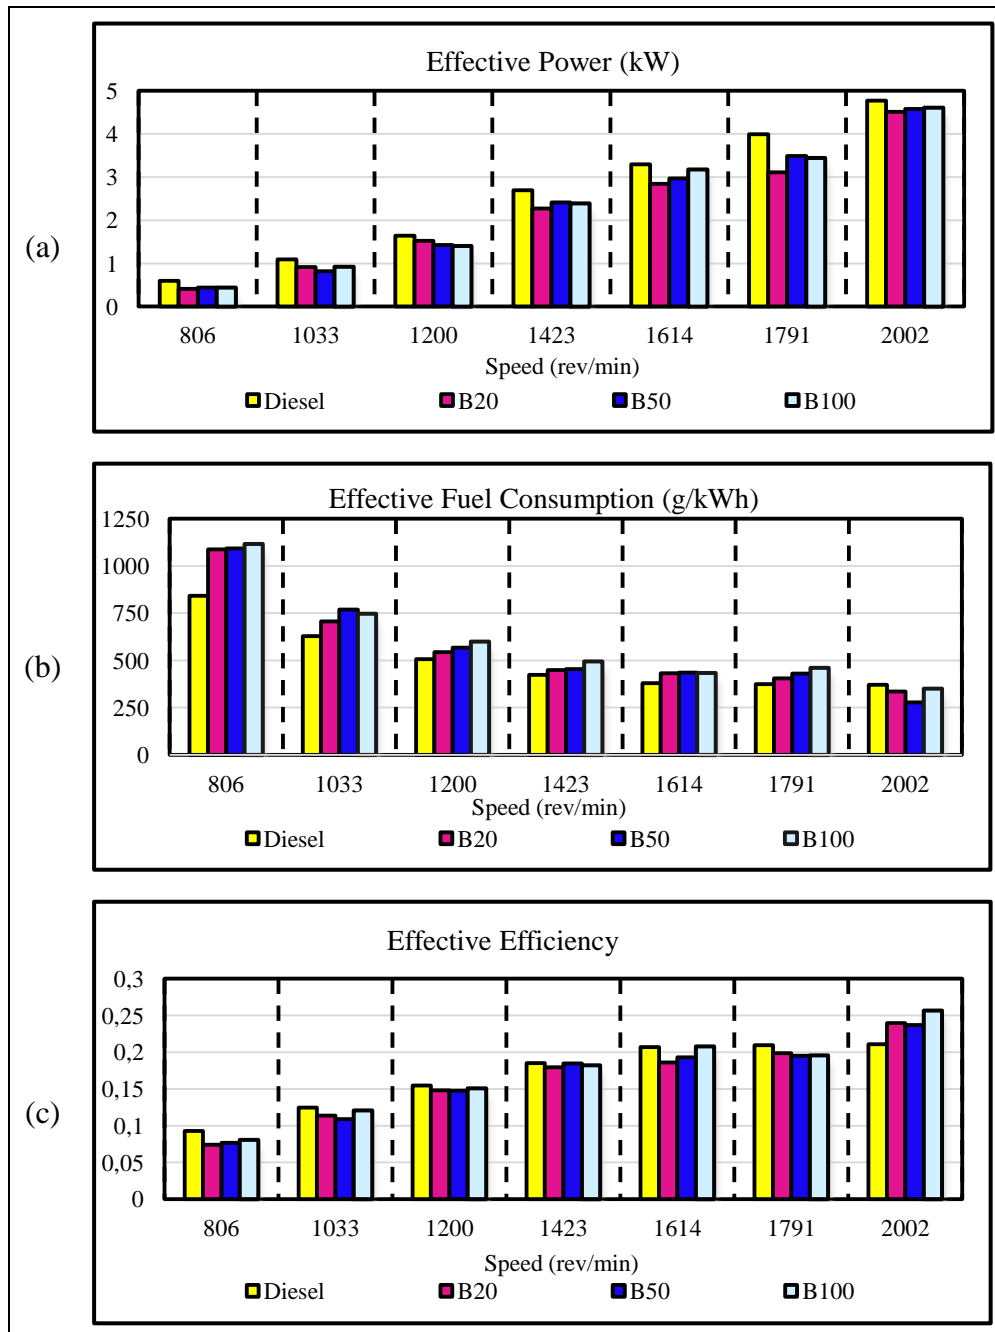 (a)
Effective Power (kW)
5
4
3
2
1
0
806 1033 1200 1423 1614 1791 2002
Speed (rev/min)
Diesel B20 B50 B100
(b)
Effective Fuel Consumption (g/kWh)
1250
1000
750
500
250
0
806 1033 1200 1423 1614 1791 2002
Speed (rev/min)
Diesel B20 B50 B100
(c)
Effective Efficiency
0,3
0,25
0,2
0,15
0,1
0,05
0
806 1033 1200 1423 1614 1791 2002
Speed (rev/min)
Diesel B20 B50 B100